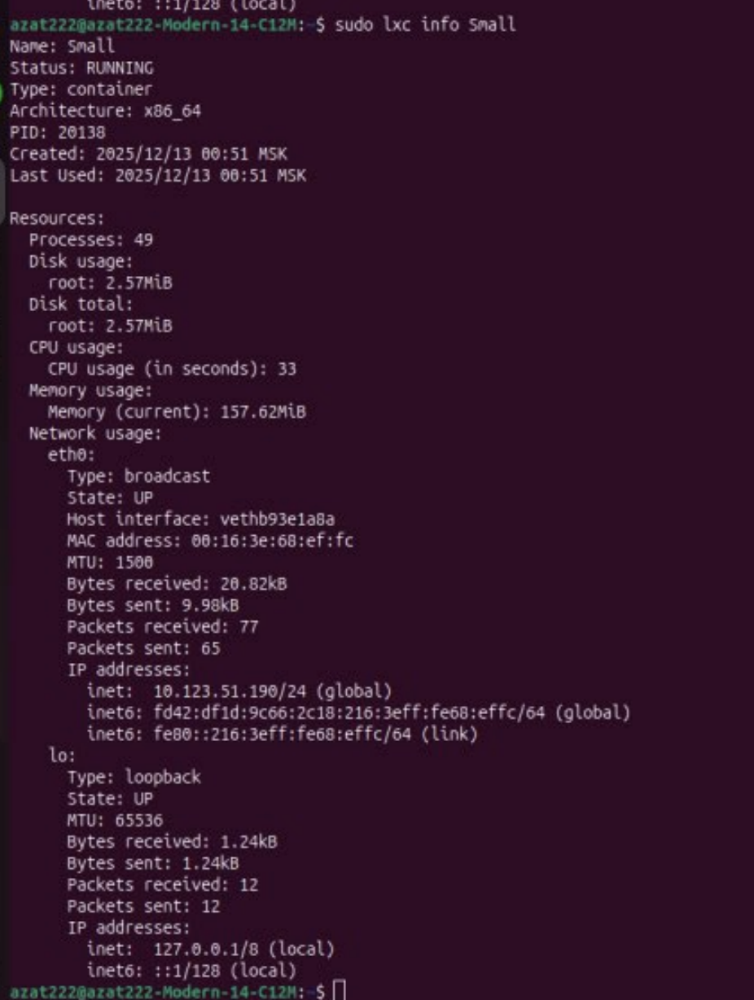 inet6: ::1/128 (local)
azat222@azat222-Modern-14-C12M:~$ sudo lxc info Small
Name: Small
Status: RUNNING
Type: container
Architecture: x86_64
PID: 20138
Created: 2025/12/13 00:51 MSK
Last Used: 2025/12/13 00:51 MSK
Resources:
Processes: 49
Disk usage:
root: 2.57MiB
Disk total:
root: 2.57MiB
CPU usage:
CPU usage (in seconds): 33
Memory usage:
Memory (current): 157.62MiB
Network usage:
eth0:
Type: broadcast
State: UP
Host interface: vethb93e1a8a
MAC address: 00:16:3e:68:ef:fc
MTU: 1500
Bytes received: 20.82kB
Bytes sent: 9.98kB
Packets received: 77
Packets sent: 65
IP addresses:
inet:  10.123.51.190/24 (global)
inet6: fd42:df1d:9c66:2c18:216:3eff:fe68:effc/64 (global)
inet6: fe80::216:3eff:fe68:effc/64 (link)
lo:
Type: loopback
State: UP
MTU: 65536
Bytes received: 1.24kB
Bytes sent: 1.24kB
Packets received: 12
Packets sent: 12
IP addresses:
inet:  127.0.0.1/8 (local)
inet6: ::1/128 (local)
azat222@azat222-Modern-14-C12M:~$